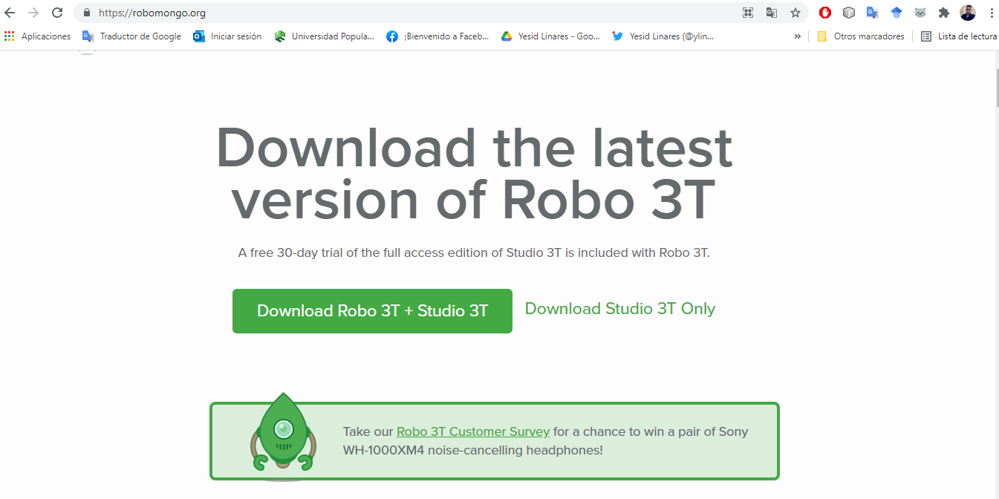 https://robomongo.org
Aplicaciones
Traductor de Google
Iniciar sesión
Universidad Popula...
¡Bienvenido a Faceb...
Yesid Linares - Goo...
Yesid Linares (@ylin...
»
Otros marcadores
Lista de lectura
Download the latest
version of Robo 3T
A free 30-day trial of the full access edition of Studio 3T is included with Robo 3T.
Download Robo 3T + Studio 3T
Download Studio 3T Only
Take our Robo 3T Customer Survey for a chance to win a pair of Sony
WH-1000XM4 noise-cancelling headphones!